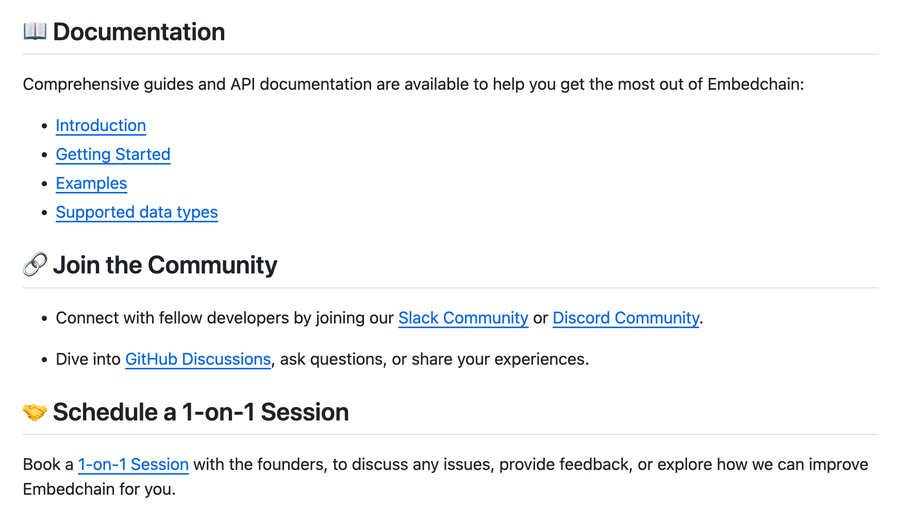 📖 Documentation
Comprehensive guides and API documentation are available to help you get the most out of Embedchain:
• Introduction
• Getting Started
• Examples
• Supported data types
🔗 Join the Community
• Connect with fellow developers by joining our Slack Community or Discord Community.
• Dive into GitHub Discussions, ask questions, or share your experiences.
🤝 Schedule a 1-on-1 Session
Book a 1-on-1 Session with the founders, to discuss any issues, provide feedback, or explore how we can improve
Embedchain for you.